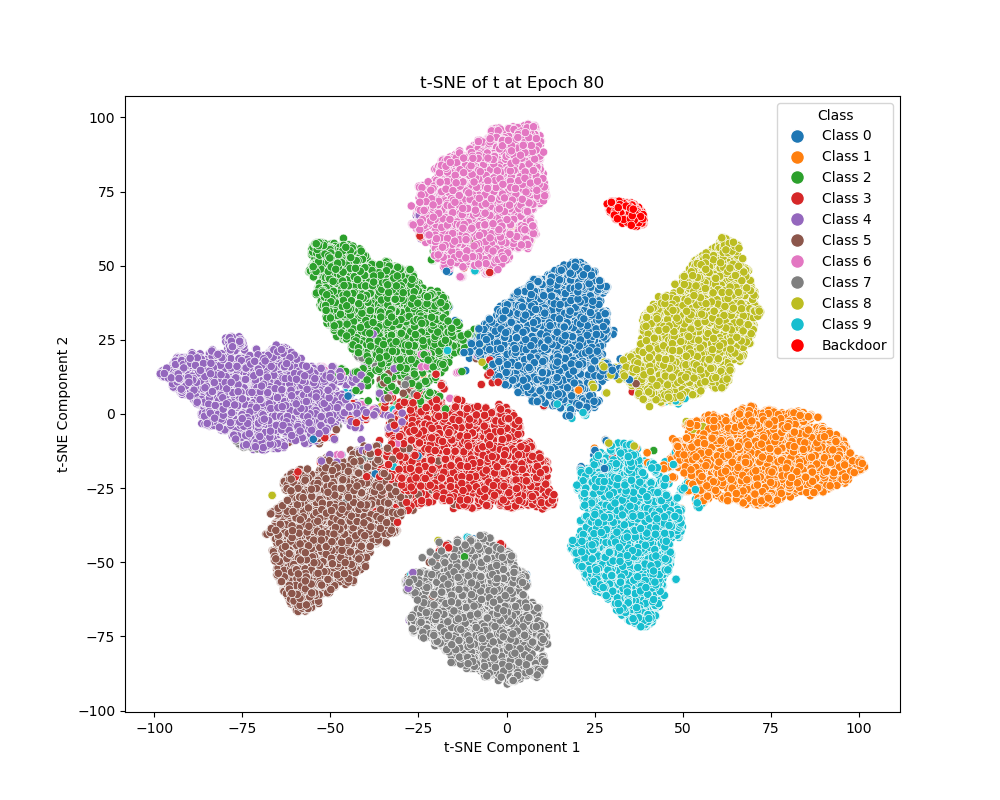 t-SNE of t at Epoch 80
t-SNE Component 2
100
75
50
25
0
−25
−50
−75
−100
−100
−75
−50
−25
0
25
50
75
100
t-SNE Component 1
Class
Class 0
Class 1
Class 2
Class 3
Class 4
Class 5
Class 6
Class 7
Class 8
Class 9
Backdoor